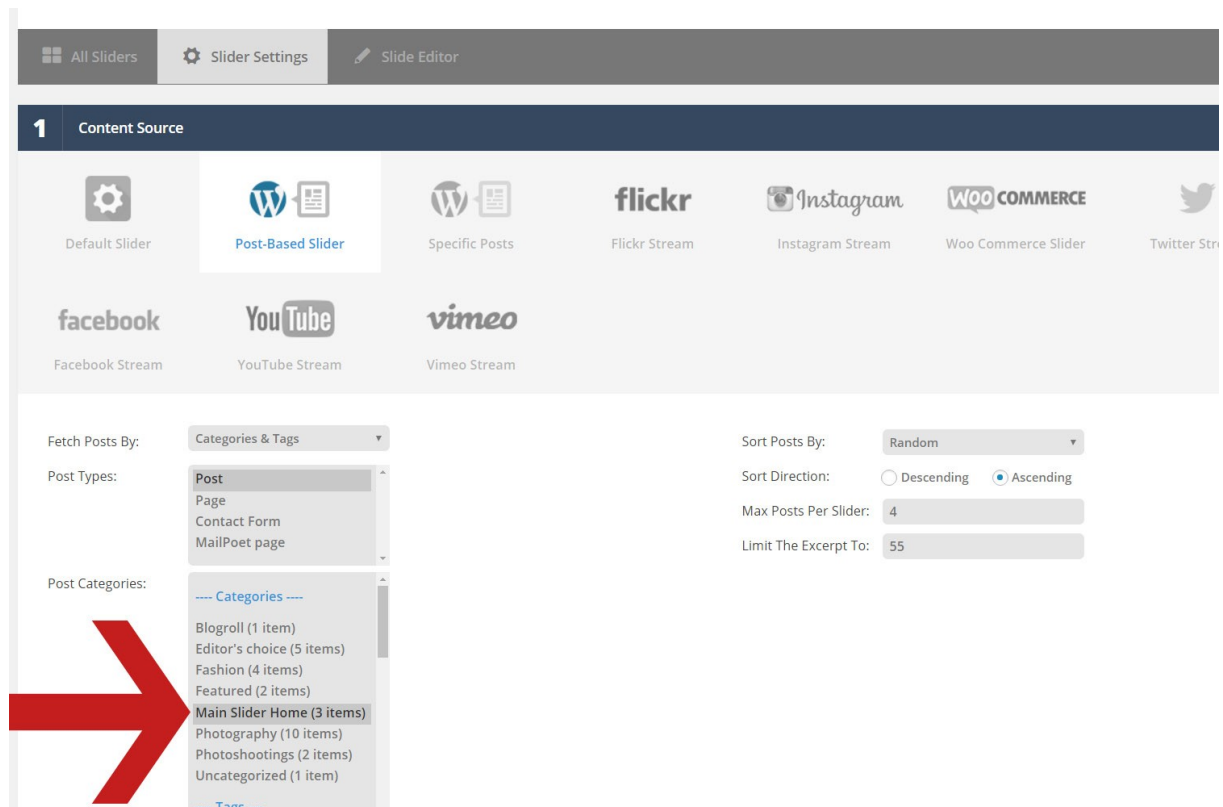 All Sliders
Slider Settings
Slide Editor
1
Content Source
Default Slider
Post-Based Slider
Specific Posts
flickr
Flickr Stream
Instagram
Instagram Stream
WOO COMMERCE
Woo Commerce Slider
Twitter
facebook
Facebook Stream
YouTube
YouTube Stream
vimeo
Vimeo Stream
Fetch Posts By:
Categories & Tags
Post Types:
Post
Page
Contact Form
MailPoet page
Post Categories:
---- Categories ----
Blogroll (1 item)
Editor's choice (5 items)
Fashion (4 items)
Featured (2 items)
Main Slider Home (3 items)
Photography (10 items)
Photoshootings (2 items)
Uncategorized (1 item)
Tags
Sort Posts By:
Random
Sort Direction:
Descending
Ascending
Max Posts Per Slider:
4
Limit The Excerpt To:
55